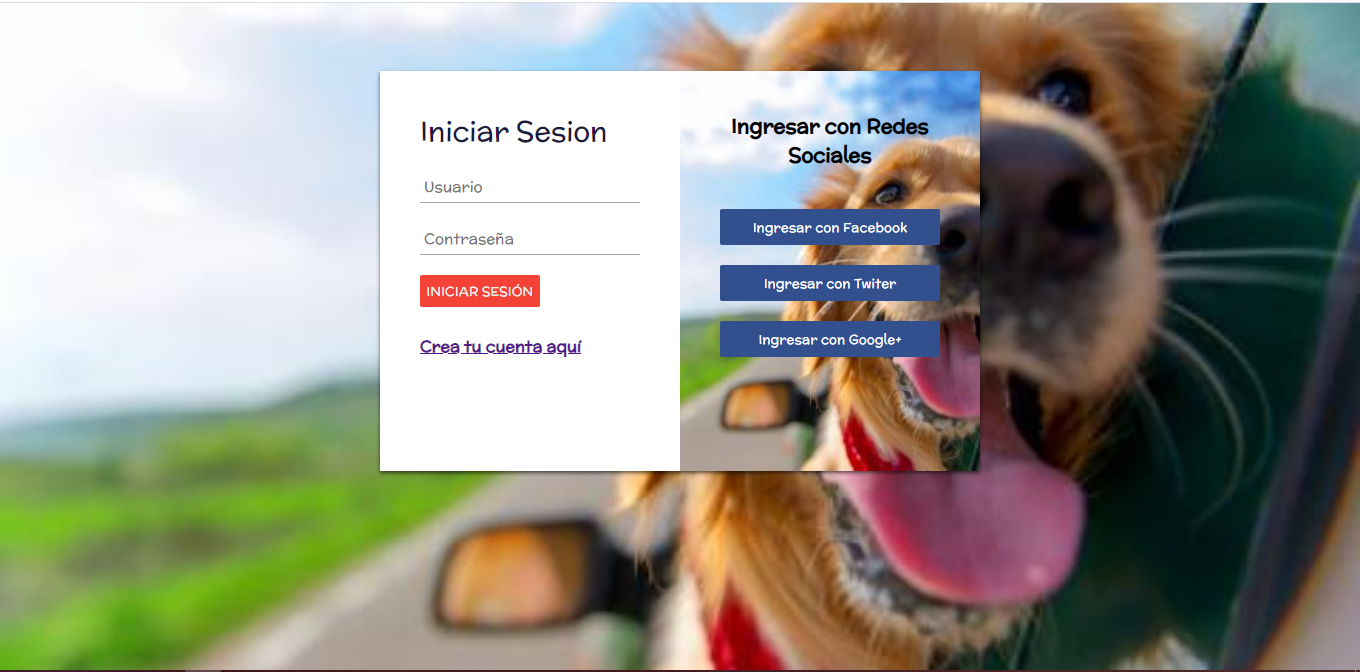 Iniciar Sesion
Usuario
Contraseña
INICIAR SESIÓN
Crea tu cuenta aquí
Ingresar con Redes
Sociales
Ingresar con Facebook
Ingresar con Twiter
Ingresar con Google+